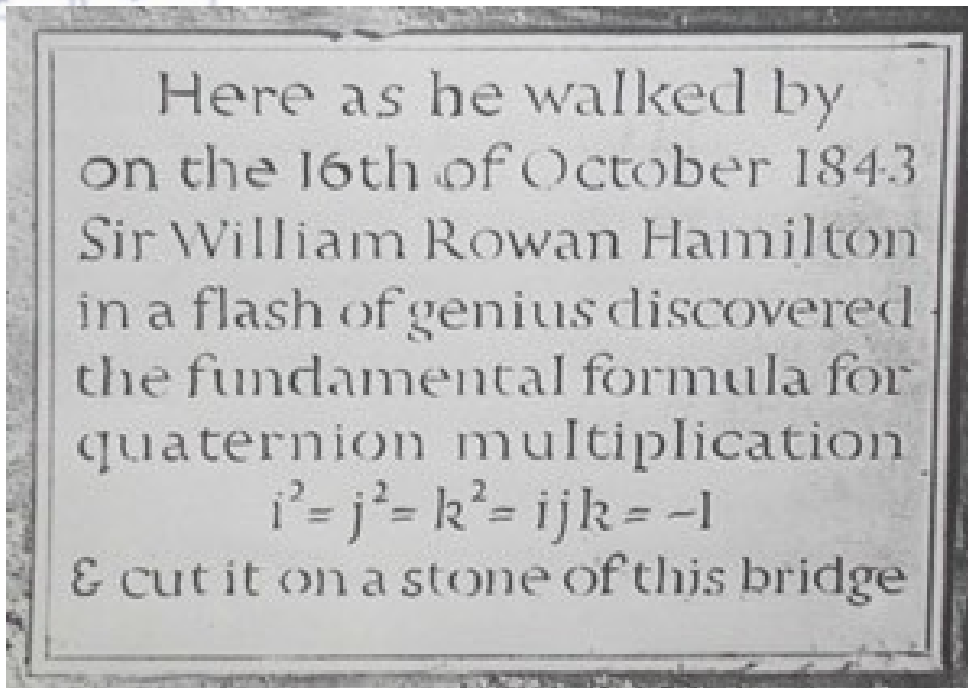 Here as he walked by
on the 16th of October 1843
Sir William Rowan Hamilton
in a flash of genius discovered
the fundamental formula for
quaternion multiplication
i² = j² = k² = ijk = −1
& cut it on a stone of this bridge